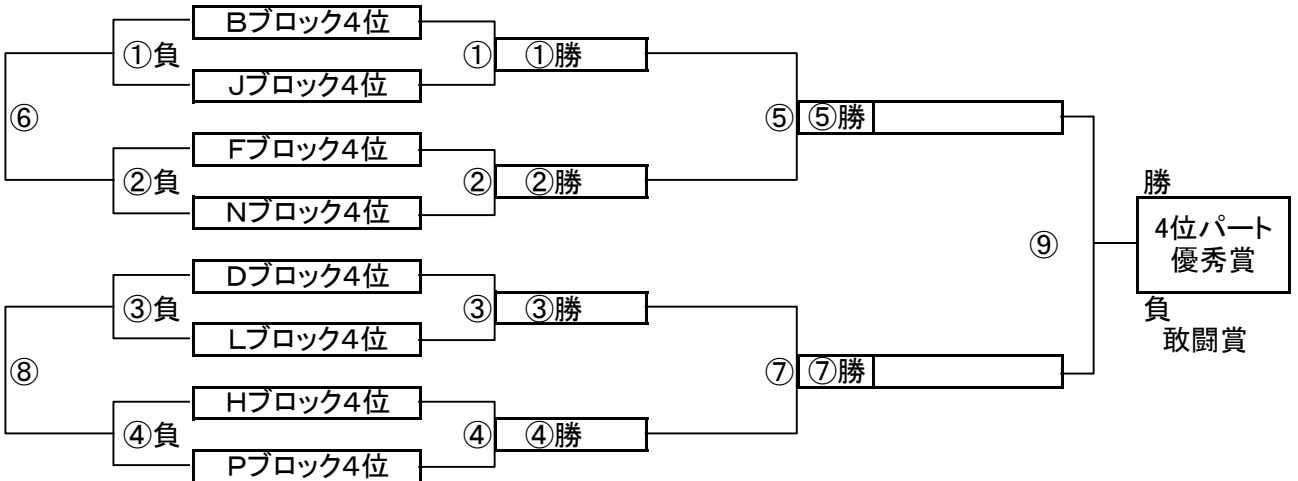 Bブロック4位
①負 ① ①勝
Jブロック4位
⑥ ⑤ ⑤勝
Fブロック4位
②負 ② ②勝
Nブロック4位
勝
⑨ 4位パート
優秀賞
Dブロック4位
③負 ③ ③勝
負
敢闘賞
Lブロック4位
⑧ ⑦ ⑦勝
Hブロック4位
④負 ④ ④勝
Pブロック4位